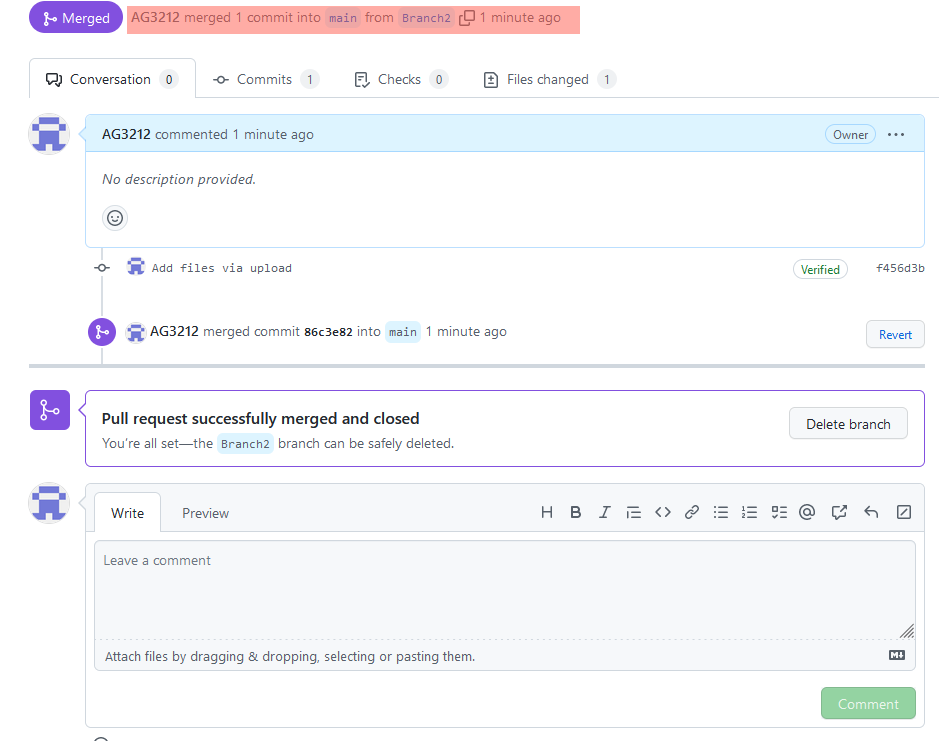 Merged AG3212 merged 1 commit into main from Branch2 1 minute ago
Conversation 0 Commits 1 Checks 0 Files changed 1
AG3212 commented 1 minute ago Owner ...
No description provided.
Add files via upload Verified f456d3b
AG3212 merged commit 86c3e82 into main 1 minute ago Revert
Pull request successfully merged and closed
You're all set—the Branch2 branch can be safely deleted. Delete branch
Write Preview H B I
Leave a comment
Attach files by dragging & dropping, selecting or pasting them. M
Comment